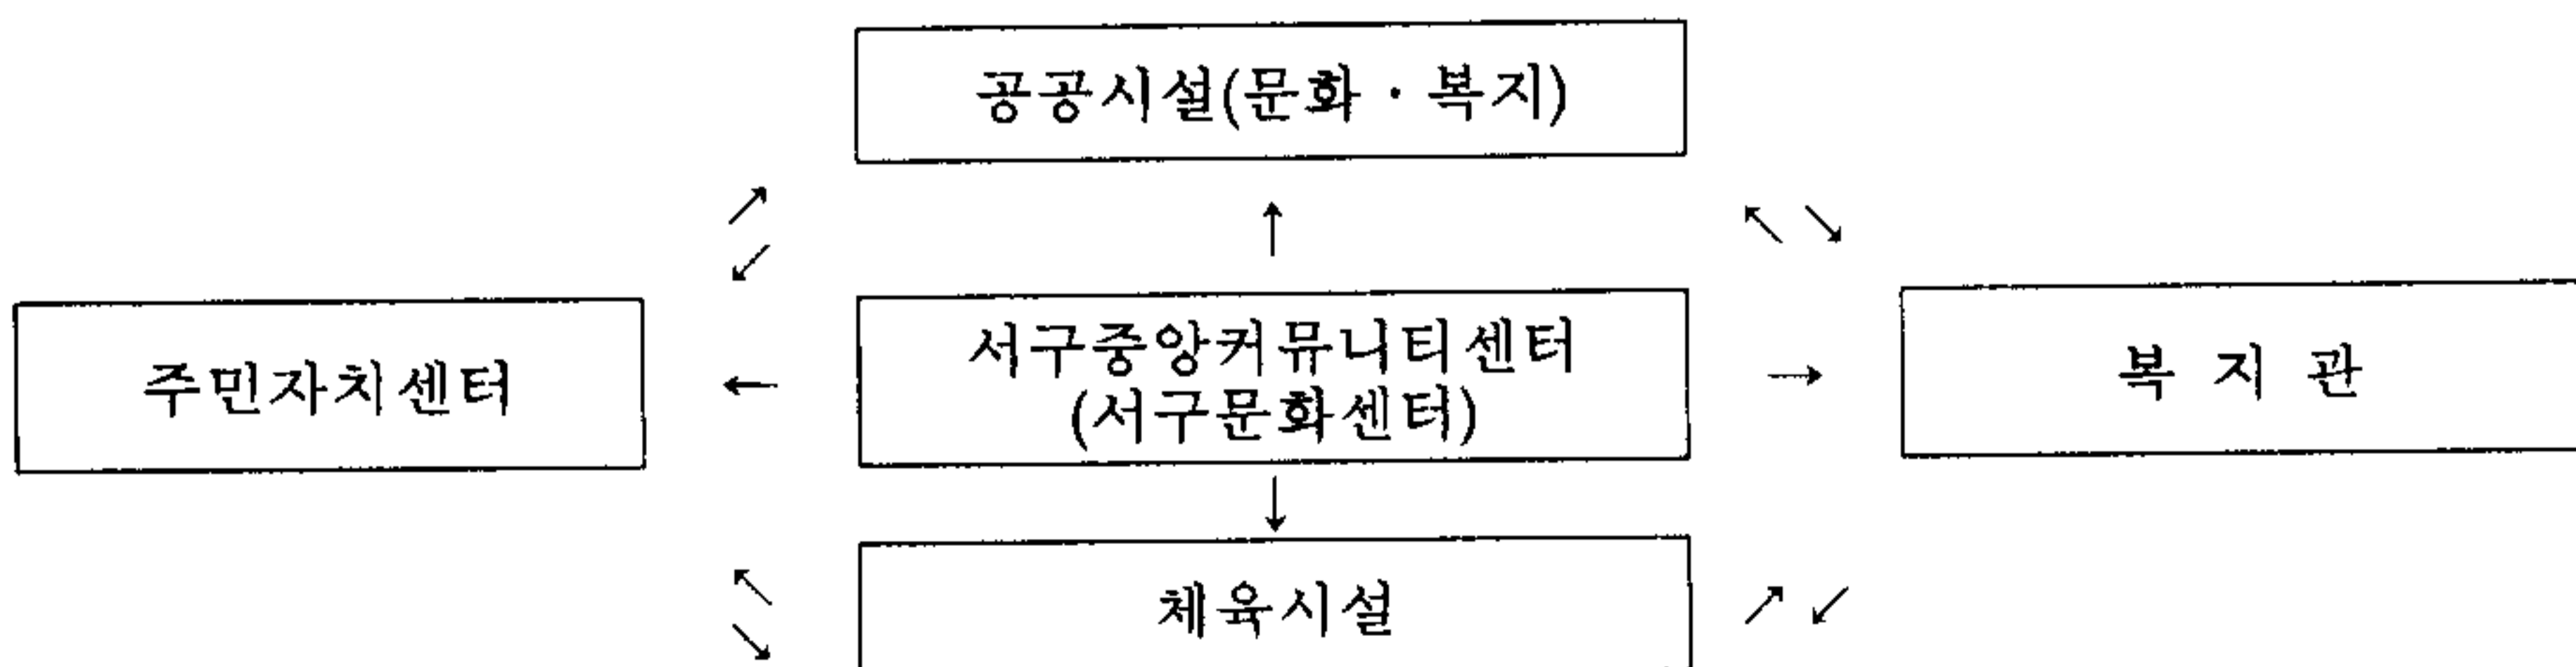 공공시설(문화 · 복지)
↗ ↑ ↖ ↘
↙
주민자치센터 ← 서구중앙커뮤니티센터 → 복 지 관
(서구문화센터)
↓
↖ 체육시설 ↗ ↙
↘